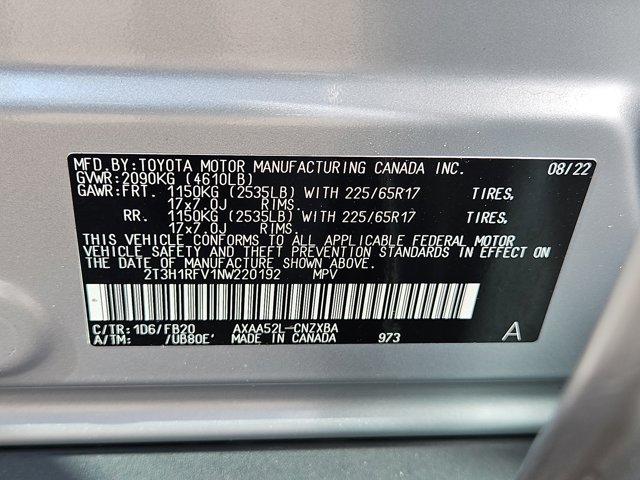 MFD.BY:TOYOTA MOTOR MANUFACTURING CANADA INC. 08/22
GVWR:2090KG (4610LB)
GAWR:FRT. 1150KG (2535LB) WITH 225/65R17 TIRES,
17x7.0J RIMS.
RR. 1150KG (2535LB) WITH 225/65R17 TIRES,
17x7.0J RIMS.
THIS VEHICLE CONFORMS TO ALL APPLICABLE FEDERAL MOTOR
VEHICLE SAFETY AND THEFT PREVENTION STANDARDS IN EFFECT ON
THE DATE OF MANUFACTURE SHOWN ABOVE.
2T3H1RFV1NW220192 MPV
C/TR:1D6/FB20 AXAA52L-CNZXBA
A/TM: /UB80E' MADE IN CANADA 973 A